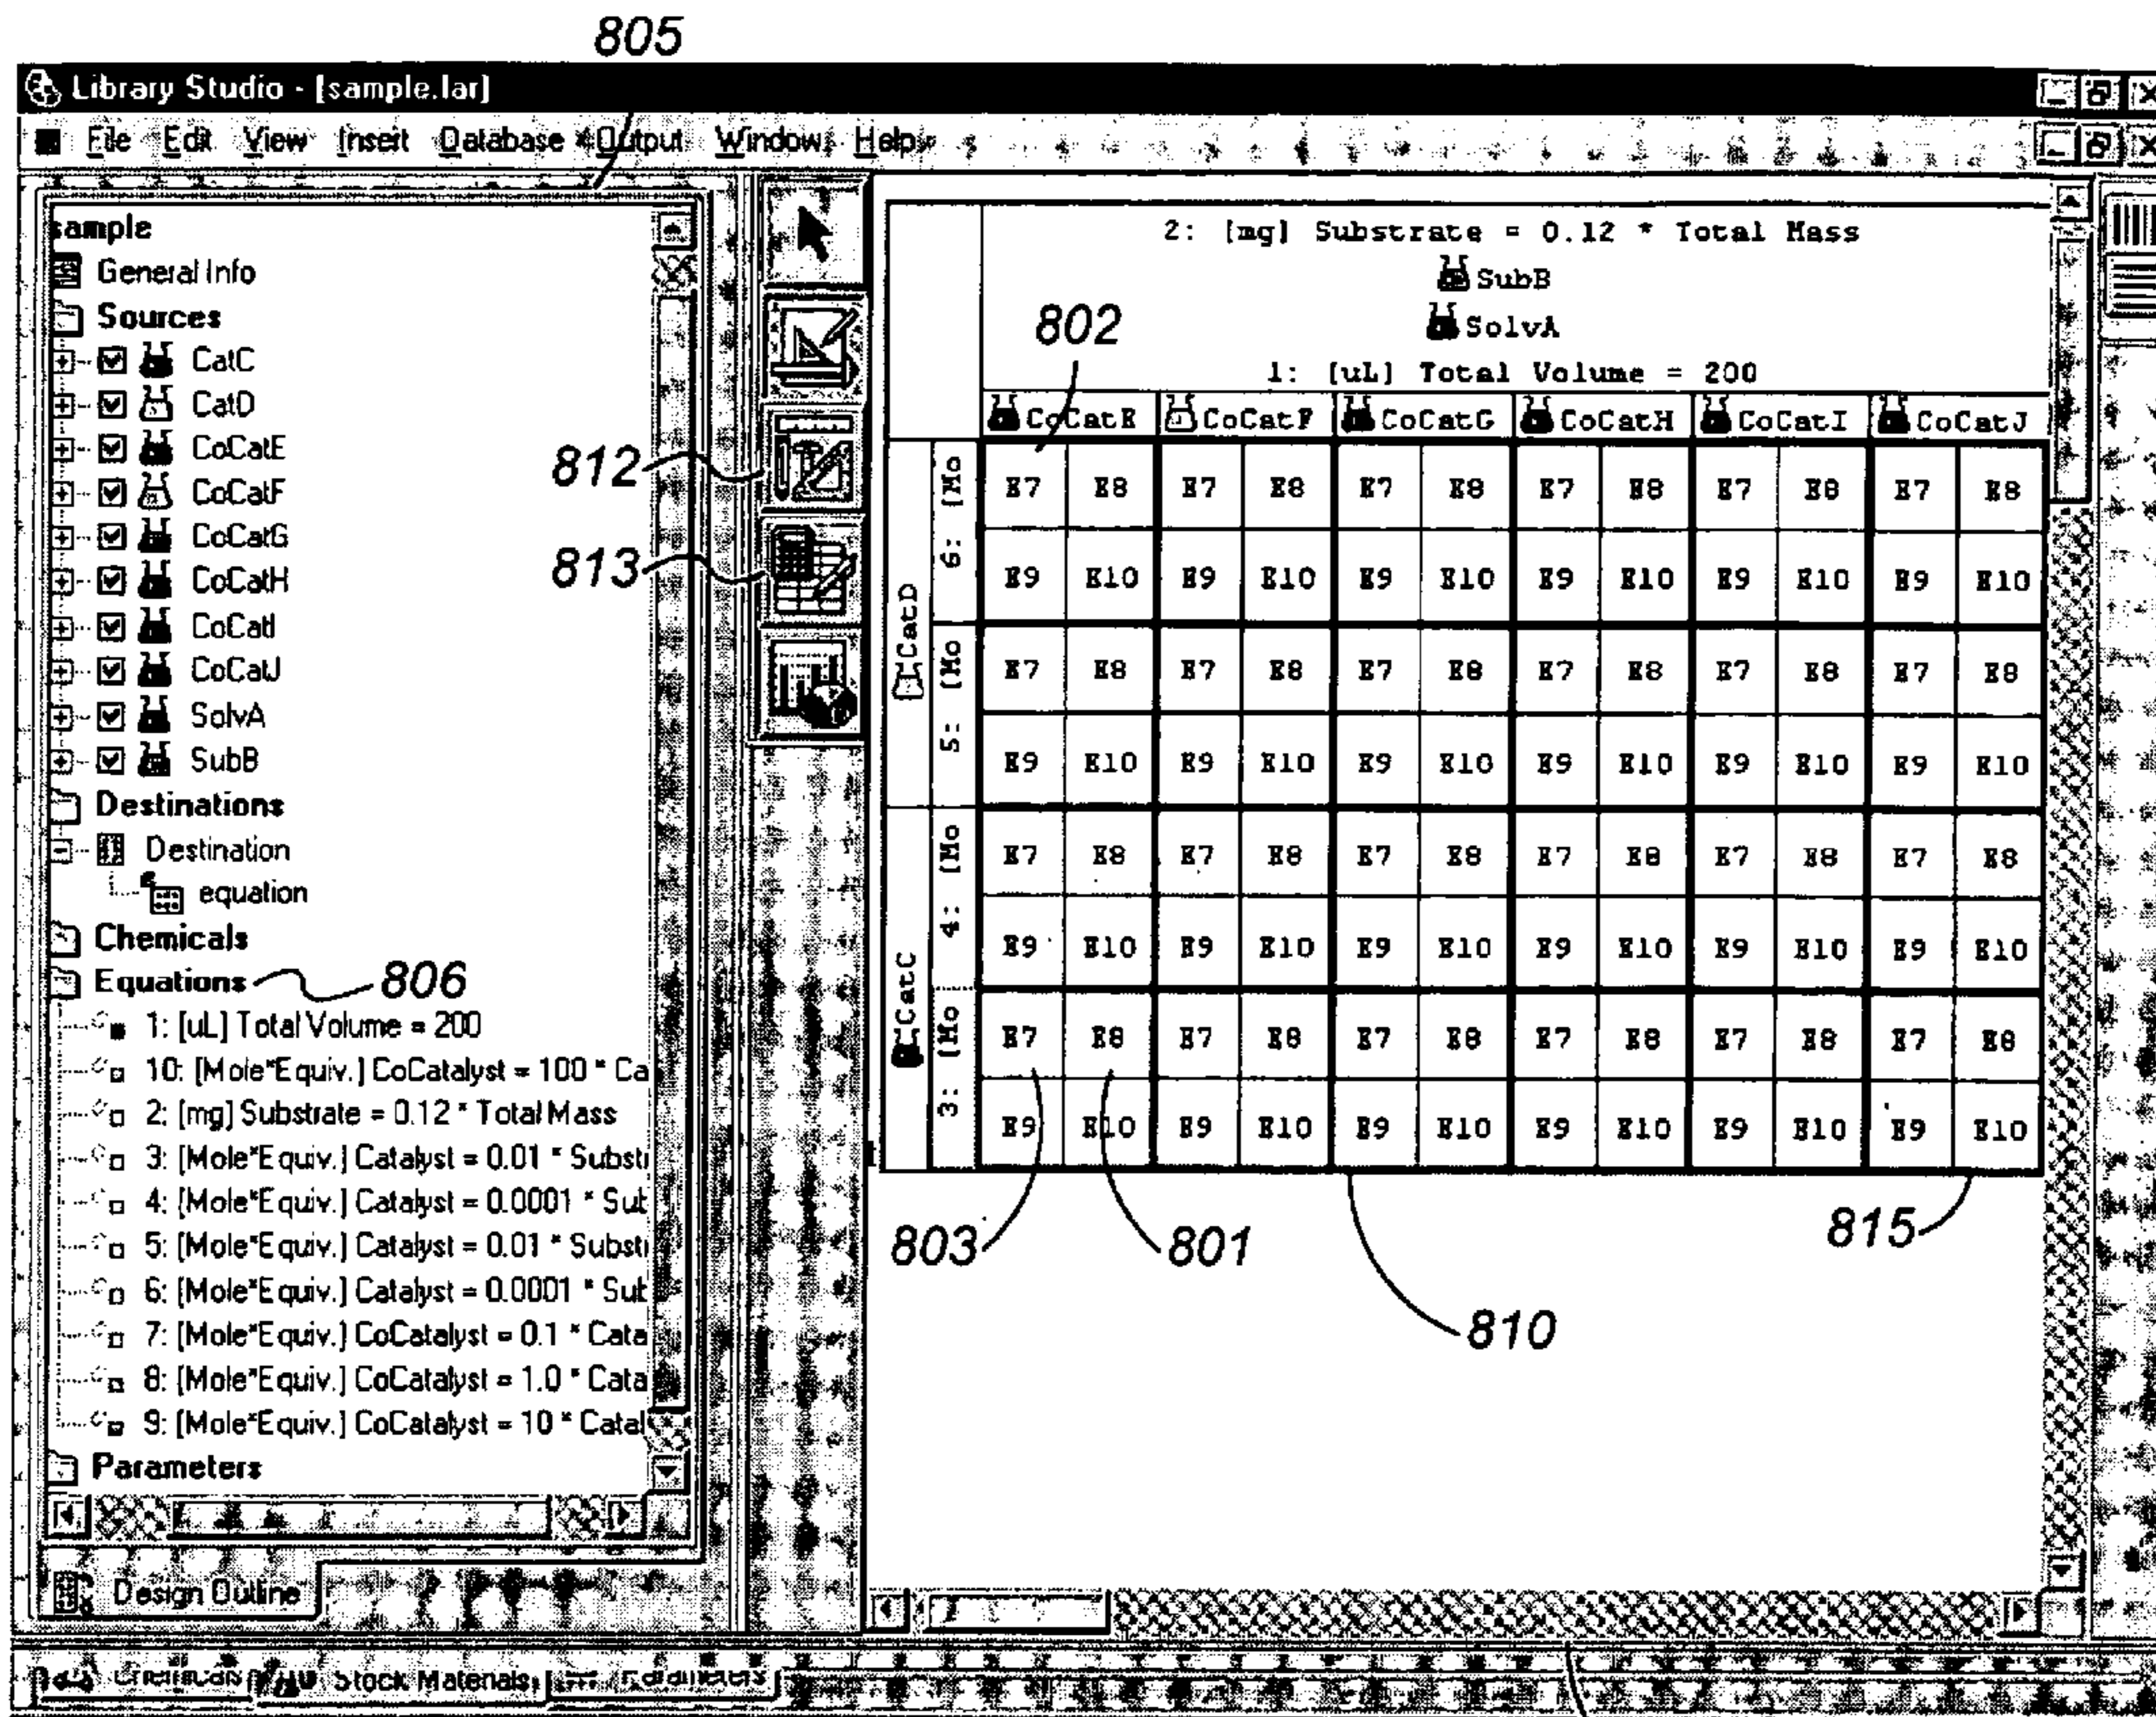 805
Library Studio - [sample.lar]
File Edit View Insert Database Output Window Help
sample
General Info
Sources
CatC
CatD
CoCatE
CoCatF
CoCatG
CoCatH
CoCatI
CoCatJ
SolvA
SubB
Destinations
Destination
equation
Chemicals
Equations 806
1: [uL] Total Volume = 200
10: [Mole*Equiv.] CoCatalyst = 100 * Ca
2: [mg] Substrate = 0.12 * Total Mass
3: [Mole*Equiv.] Catalyst = 0.01 * Substr
4: [Mole*Equiv.] Catalyst = 0.0001 * Sub
5: [Mole*Equiv.] Catalyst = 0.01 * Substr
6: [Mole*Equiv.] Catalyst = 0.0001 * Sub
7: [Mole*Equiv.] CoCatalyst = 0.1 * Cata
8: [Mole*Equiv.] CoCatalyst = 1.0 * Cata
9: [Mole*Equiv.] CoCatalyst = 10 * Catal
Parameters
Design Outline
812
813
2: [mg] Substrate = 0.12 * Total Mass
SubB
SolvA
802
1: [uL] Total Volume = 200
CoCatE CoCatF CoCatG CoCatH CoCatI CoCatJ
CatD
6: [Mo
E7 E8 E7 E8 E7 E8 E7 E8 E7 E8 E7 E8
E9 E10 E9 E10 E9 E10 E9 E10 E9 E10 E9 E10
5: [Mo
E7 E8 E7 E8 E7 E8 E7 E8 E7 E8 E7 E8
E9 E10 E9 E10 E9 E10 E9 E10 E9 E10 E9 E10
CatC
4: [Mo
E7 E8 E7 E8 E7 E8 E7 E8 E7 E8 E7 E8
E9 E10 E9 E10 E9 E10 E9 E10 E9 E10 E9 E10
3: [Mo
E7 E8 E7 E8 E7 E8 E7 E8 E7 E8 E7 E8
E9 E10 E9 E10 E9 E10 E9 E10 E9 E10 E9 E10
803 801 815
810
Chemicals Stock Materials Parameters